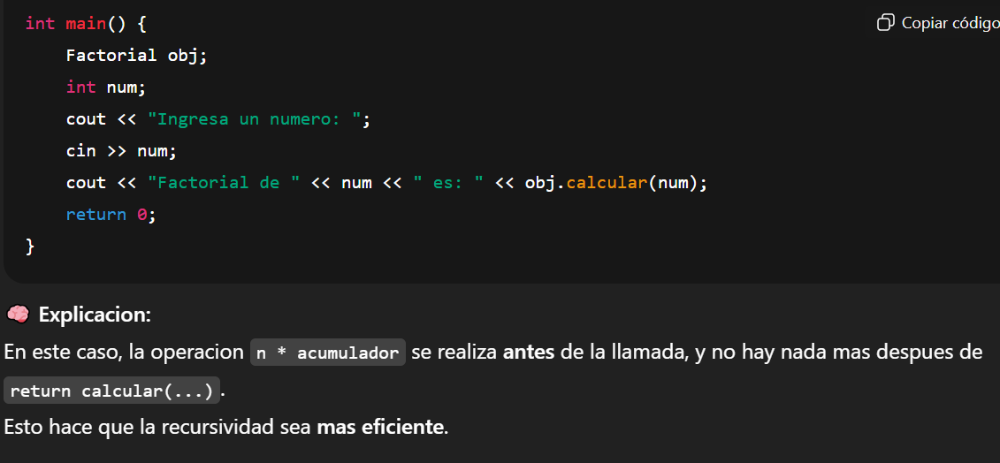 int main() {
Copiar código
Factorial obj;
int num;
cout << "Ingresa un numero: ";
cin >> num;
cout << "Factorial de " << num << " es: " << obj.calcular(num);
return 0;
}
🧠 Explicacion:
En este caso, la operacion n * acumulador se realiza antes de la llamada, y no hay nada mas despues de
return calcular(...).
Esto hace que la recursividad sea mas eficiente.